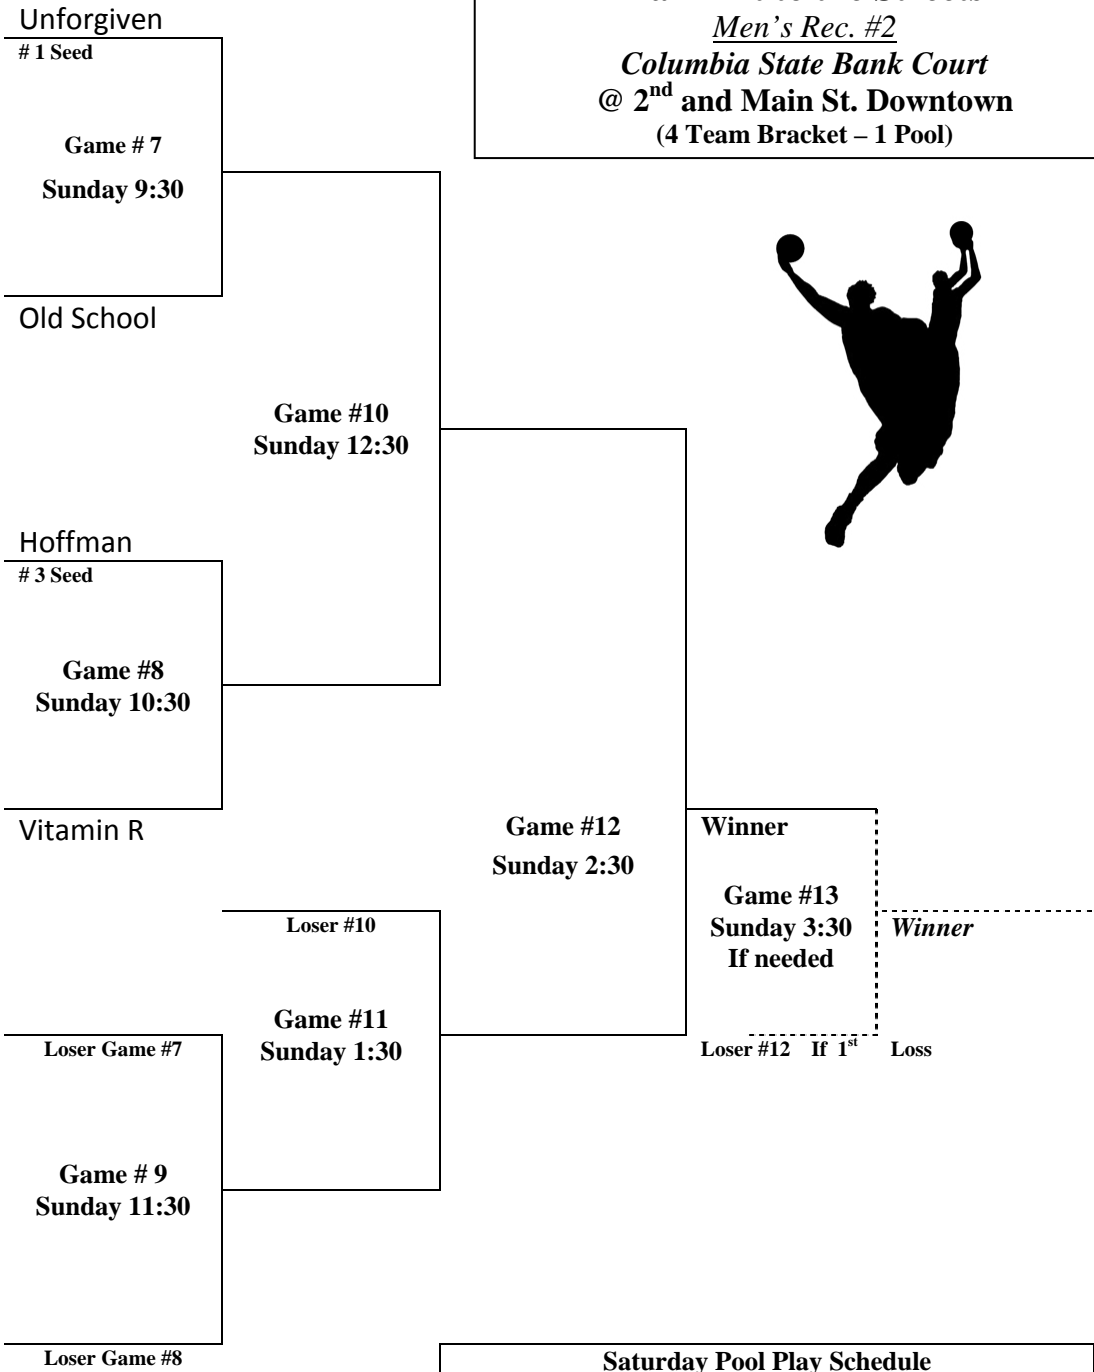 Unforgiven
# 1 Seed
Men's Rec. #2
Columbia State Bank Court
@ 2nd and Main St. Downtown
(4 Team Bracket – 1 Pool)
Game # 7
Sunday 9:30
Old School
Game #10
Sunday 12:30
Hoffman
# 3 Seed
Game #8
Sunday 10:30
Vitamin R
Game #12
Sunday 2:30
Winner
Game #13
Sunday 3:30
If needed
Winner
Loser #10
Game #11
Sunday 1:30
Loser Game #7
Loser #12 If 1st Loss
Game # 9
Sunday 11:30
Loser Game #8
Saturday Pool Play Schedule